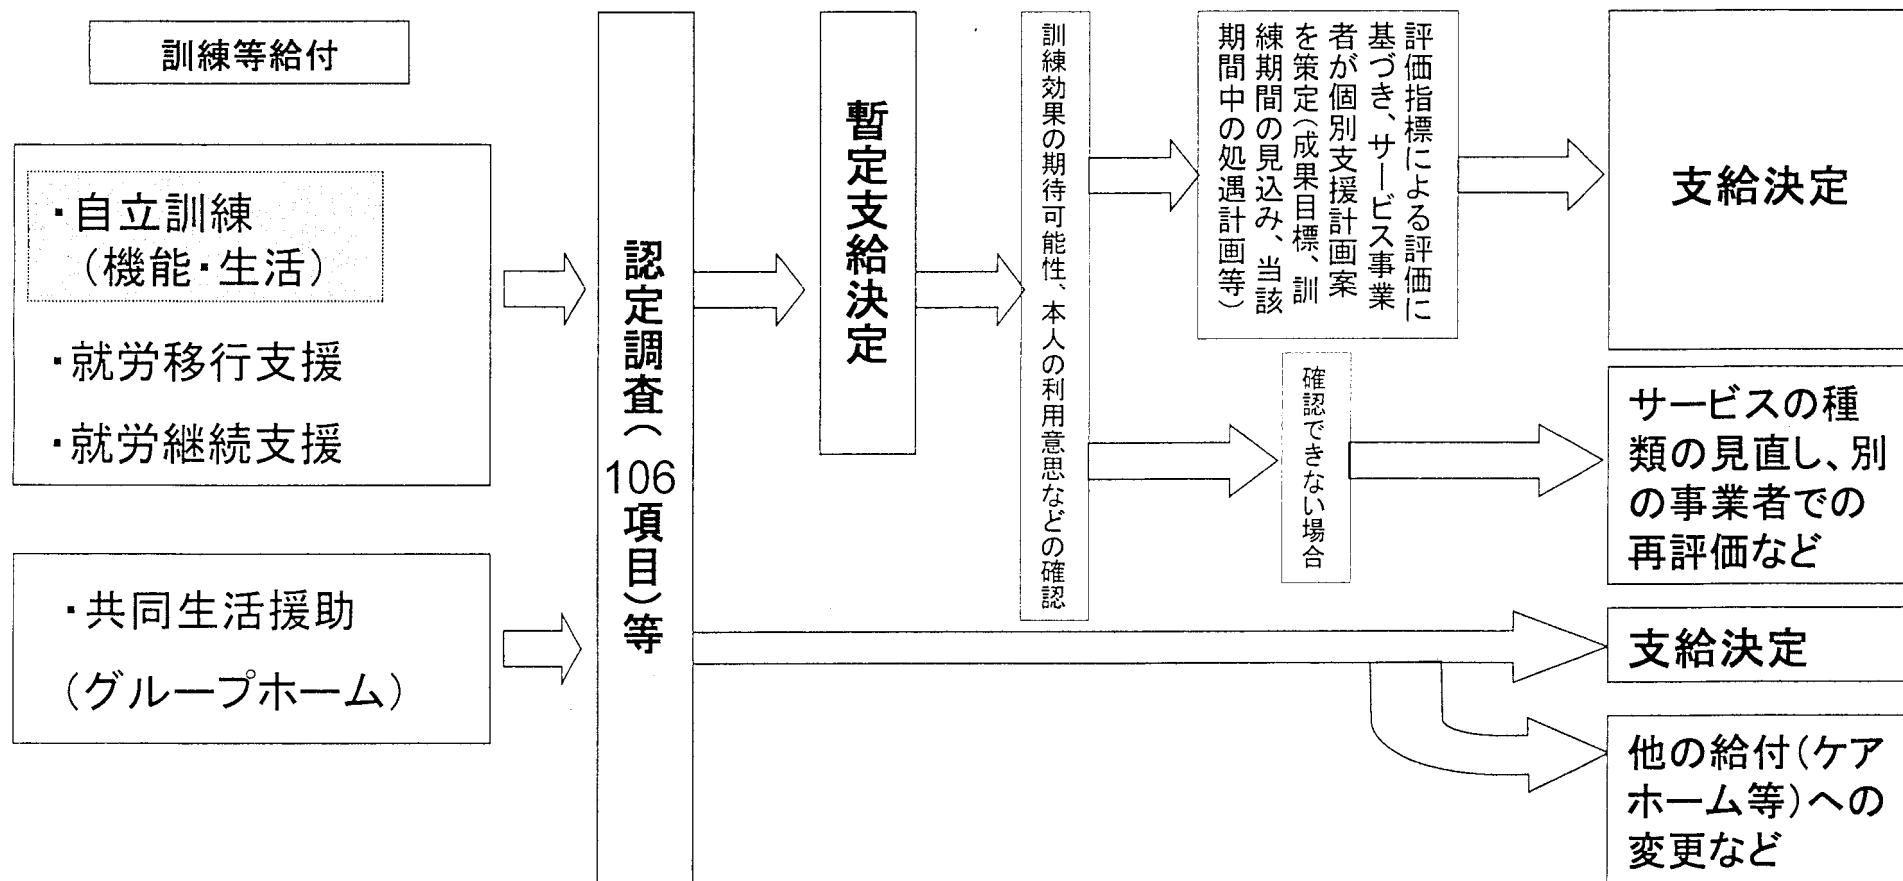 訓練等給付
・自立訓練
（機能・生活）
・就労移行支援
・就労継続支援
・共同生活援助
（グループホーム）
認定調査（106項目）等
暫定支給決定
訓練効果の期待可能性、本人の利用意思などの確認
評価指標による評価に
基づき、サービス事業
者が個別支援計画案
を策定（成果目標、訓
練期間の見込み、当該
期間中の処遇計画等）
支給決定
確認できない場合
サービスの種
類の見直し、別
の事業者での
再評価など
支給決定
他の給付（ケア
ホーム等）への
変更など